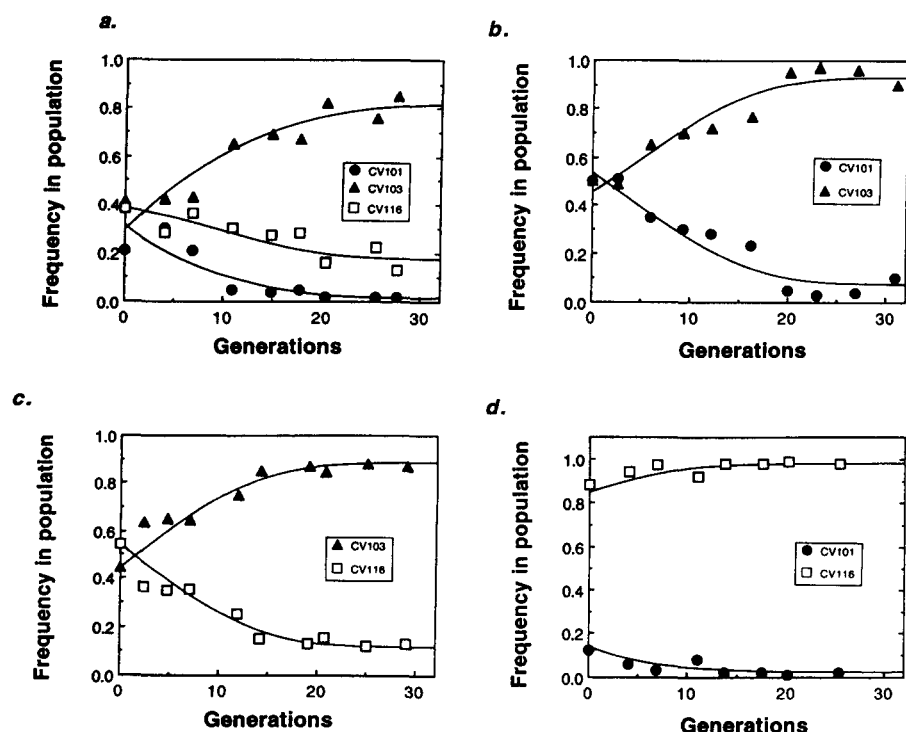 a.
Frequency in population
1.0
0.8
0.6
0.4
0.2
0.0
CV101
CV103
CV116
0 10 20 30
Generations
b.
Frequency in population
1.0
0.8
0.6
0.4
0.2
0.0
CV101
CV103
0 10 20 30
Generations
c.
Frequency in population
1.0
0.8
0.6
0.4
0.2
0.0
CV103
CV116
0 10 20 30
Generations
d.
Frequency in population
1.0
0.8
0.6
0.4
0.2
0.0
CV101
CV116
0 10 20 30
Generations